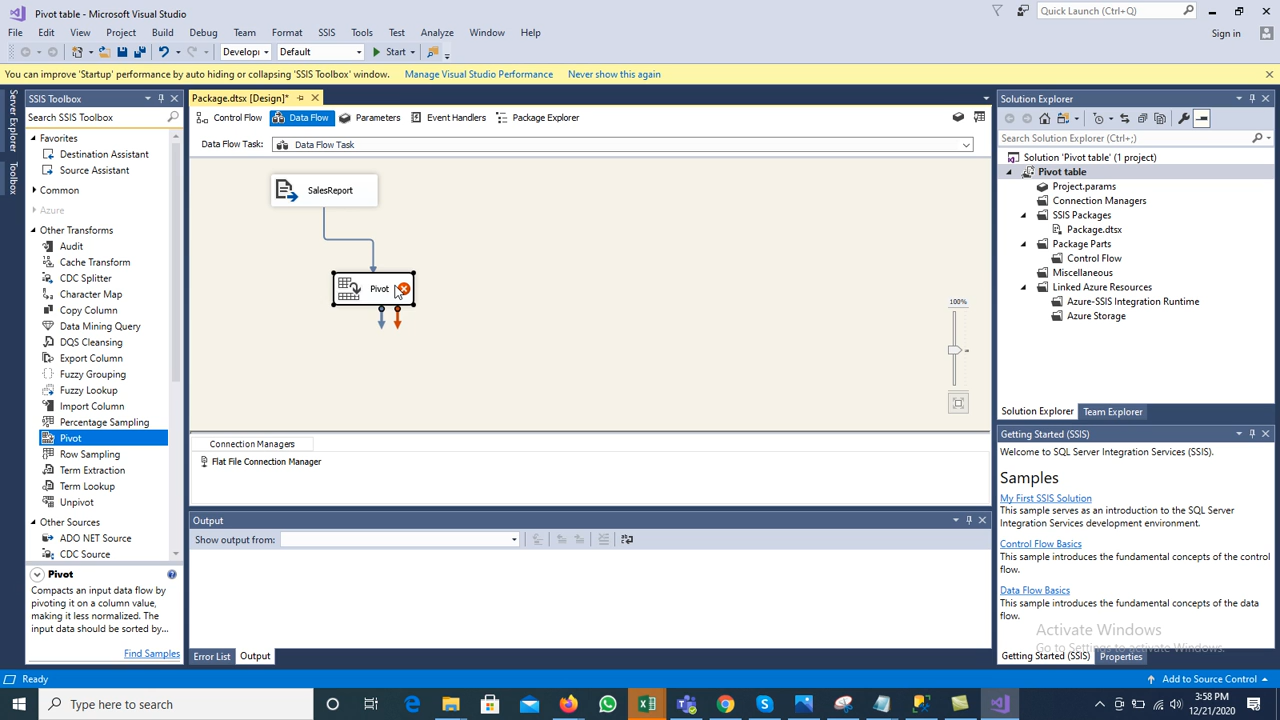 Pivot table - Microsoft Visual Studio
Quick Launch (Ctrl+Q)
File Edit View Project Build Debug Team Format SSIS Tools Test Analyze Window Help
Sign in
Develop Default Start
You can improve 'Startup' performance by auto hiding or collapsing 'SSIS Toolbox' window. Manage Visual Studio Performance Never show this again
Server Explorer
Toolbox
SSIS Toolbox
Search SSIS Toolbox
Favorites
Destination Assistant
Source Assistant
Common
Azure
Other Transforms
Audit
Cache Transform
CDC Splitter
Character Map
Copy Column
Data Mining Query
DQS Cleansing
Export Column
Fuzzy Grouping
Fuzzy Lookup
Import Column
Percentage Sampling
Pivot
Row Sampling
Term Extraction
Term Lookup
Unpivot
Other Sources
ADO NET Source
CDC Source
Pivot
Compacts an input data flow by
pivoting it on a column value,
making it less normalized. The
input data should be sorted by...
Find Samples
Package.dtsx [Design]*
Control Flow Data Flow Parameters Event Handlers Package Explorer
Data Flow Task: Data Flow Task
SalesReport
Pivot
100%
Connection Managers
Flat File Connection Manager
Output
Show output from:
Error List Output
Solution Explorer
Search Solution Explorer (Ctrl+;)
Solution 'Pivot table' (1 project)
Pivot table
Project.params
Connection Managers
SSIS Packages
Package.dtsx
Package Parts
Control Flow
Miscellaneous
Linked Azure Resources
Azure-SSIS Integration Runtime
Azure Storage
Solution Explorer Team Explorer
Getting Started (SSIS)
Welcome to SQL Server Integration Services (SSIS).
Samples
My First SSIS Solution
This sample serves as an introduction to the SQL Server
Integration Services development environment.
Control Flow Basics
This sample introduces the fundamental concepts of the control
flow.
Data Flow Basics
This sample introduces the fundamental concepts of the data
flow.
Activate Windows
Go to Settings to activate Windows.
Getting Started (SSIS) Properties
Ready
Add to Source Control
Type here to search
3:58 PM
12/21/2020